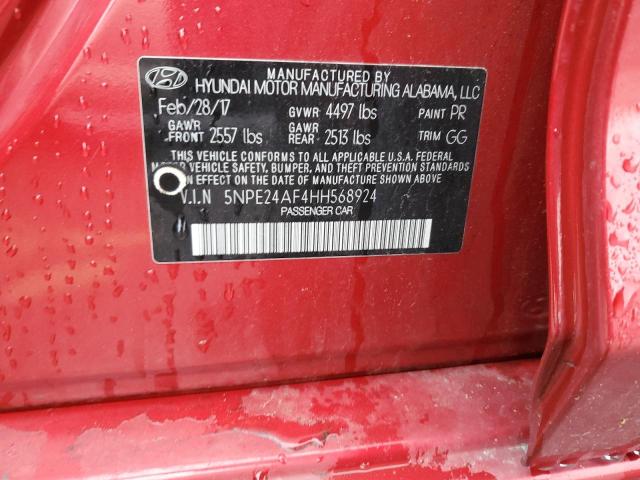 MANUFACTURED BY
HYUNDAI MOTOR MANUFACTURING ALABAMA, LLC
Feb/28/17 GVWR 4497 lbs PAINT PR
GAWR FRONT 2557 lbs GAWR REAR 2513 lbs TRIM GG
THIS VEHICLE CONFORMS TO ALL APPLICABLE U.S.A. FEDERAL
MOTOR VEHICLE SAFETY, BUMPER, AND THEFT PREVENTION STANDARDS
IN EFFECT ON THE DATE OF MANUFACTURE SHOWN ABOVE.
V.I.N 5NPE24AF4HH568924
PASSENGER CAR